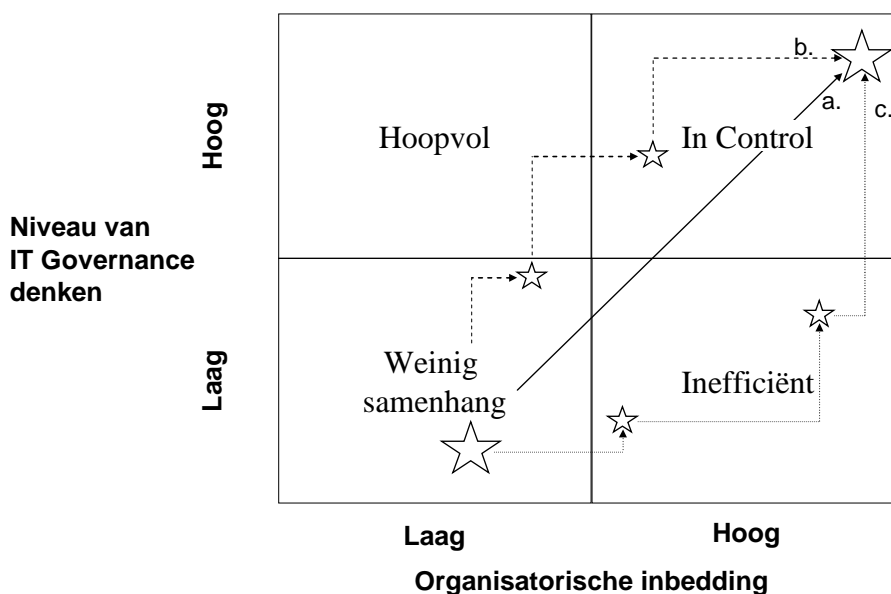 b.
a.
c.
Hoog
Hoopvol
In Control
Niveau van
IT Governance
denken
Laag
Weinig
samenhang
Inefficiënt
Laag
Hoog
Organisatorische inbedding